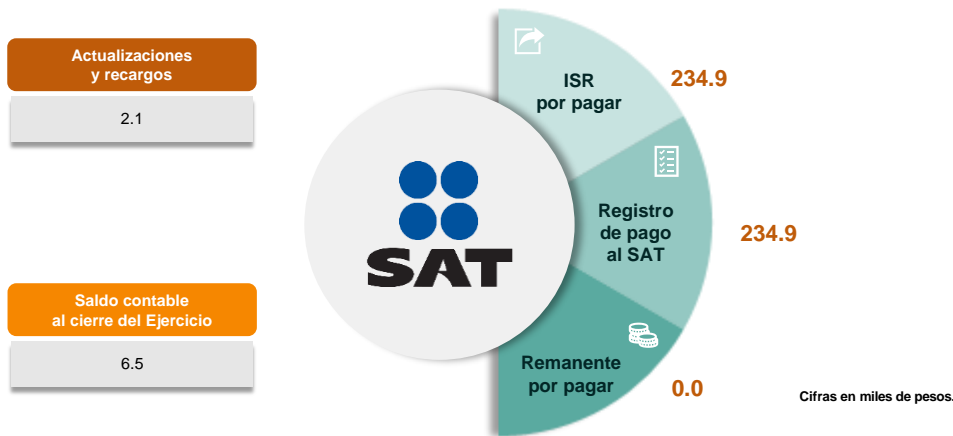 Actualizaciones
y recargos
2.1
Saldo contable
al cierre del Ejercicio
6.5
SAT
ISR
por pagar
234.9
Registro
de pago
al SAT
234.9
Remanente
por pagar
0.0
Cifras en miles de pesos.